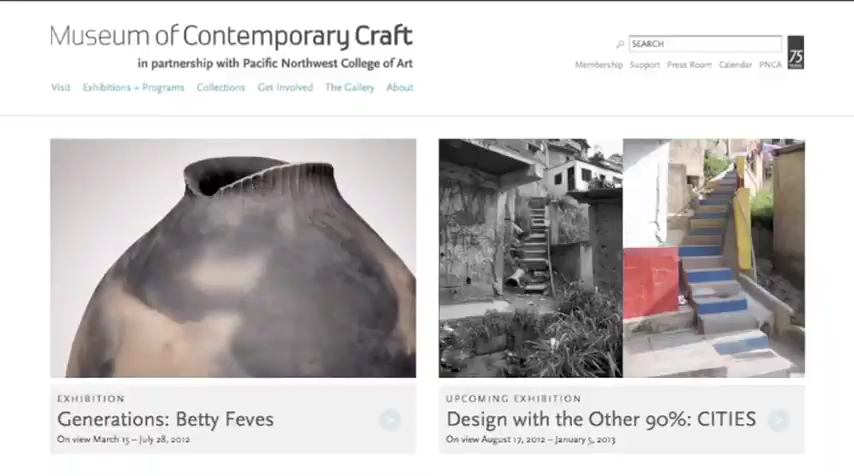 Museum of Contemporary Craft
in partnership with Pacific Northwest College of Art
SEARCH
75
Membership Support Press Room Calendar PNCA
Visit Exhibitions + Programs Collections Get Involved The Gallery About
EXHIBITION
Generations: Betty Feves
On view March 15 – July 28, 2012
UPCOMING EXHIBITION
Design with the Other 90%: CITIES
On view August 17, 2012 – January 5, 2013